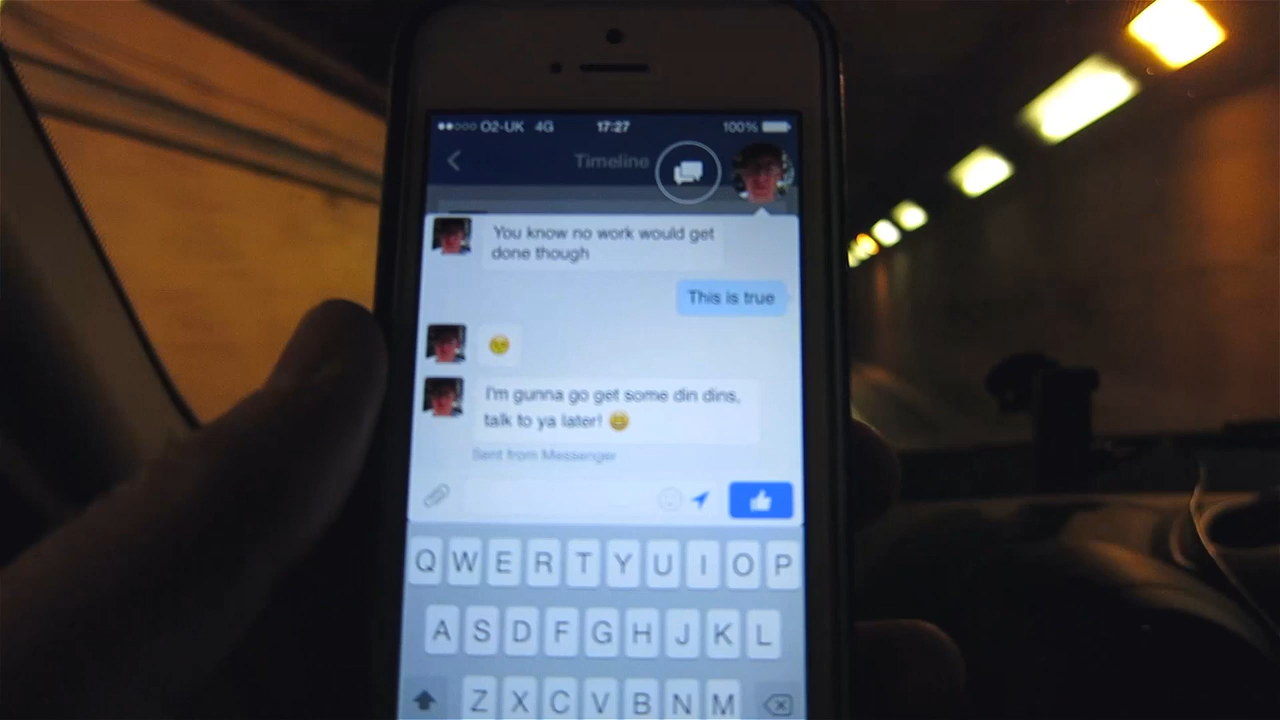 O2-UK 4G 17:27 100%
Timeline
You know no work would get
done though
This is true
I'm gunna go get some din dins,
talk to ya later! 😄
Sent from Messenger
Q W E R T Y U I O P
A S D F G H J K L
Z X C V B N M